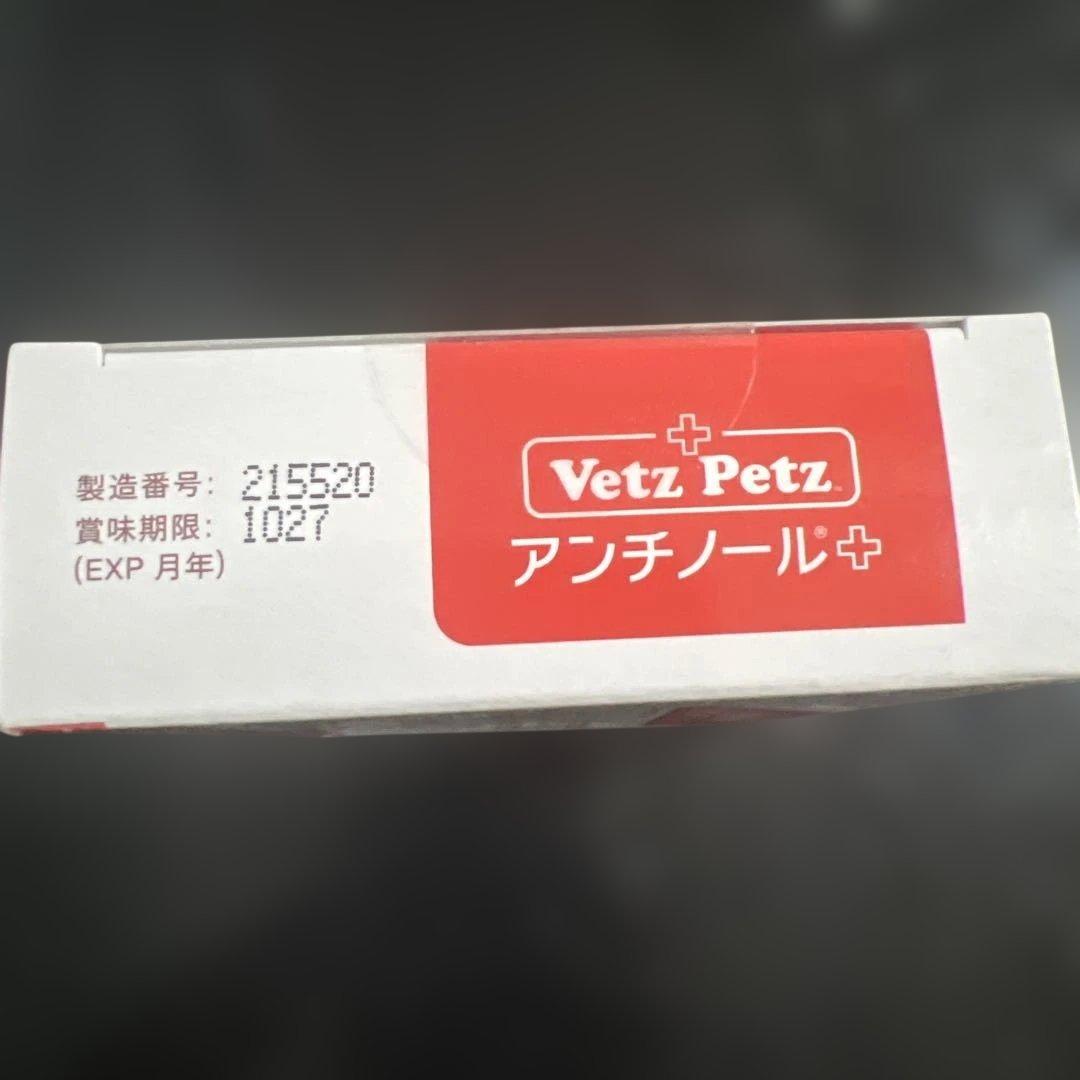 製造番号: 215520
賞味期限: 1027
(EXP 月年)
Vetz Petz™
アンチノール®+